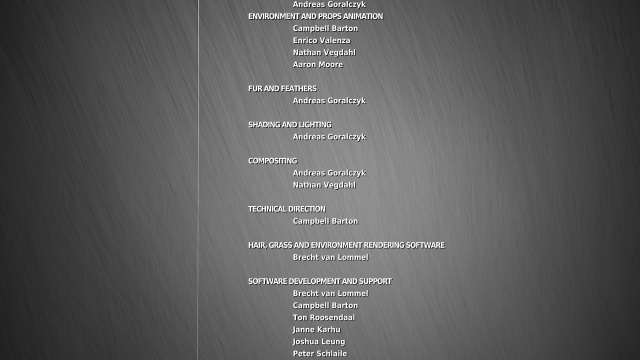 Andreas Goralczyk
ENVIRONMENT AND PROPS ANIMATION
Campbell Barton
Enrico Valenza
Nathan Vegdahl
Aaron Moore
FUR AND FEATHERS
Andreas Goralczyk
SHADING AND LIGHTING
Andreas Goralczyk
COMPOSITING
Andreas Goralczyk
Nathan Vegdahl
TECHNICAL DIRECTION
Campbell Barton
HAIR, GRASS AND ENVIRONMENT RENDERING SOFTWARE
Brecht van Lommel
SOFTWARE DEVELOPMENT AND SUPPORT
Brecht van Lommel
Campbell Barton
Ton Roosendaal
Janne Karhu
Joshua Leung
Peter Schlaile